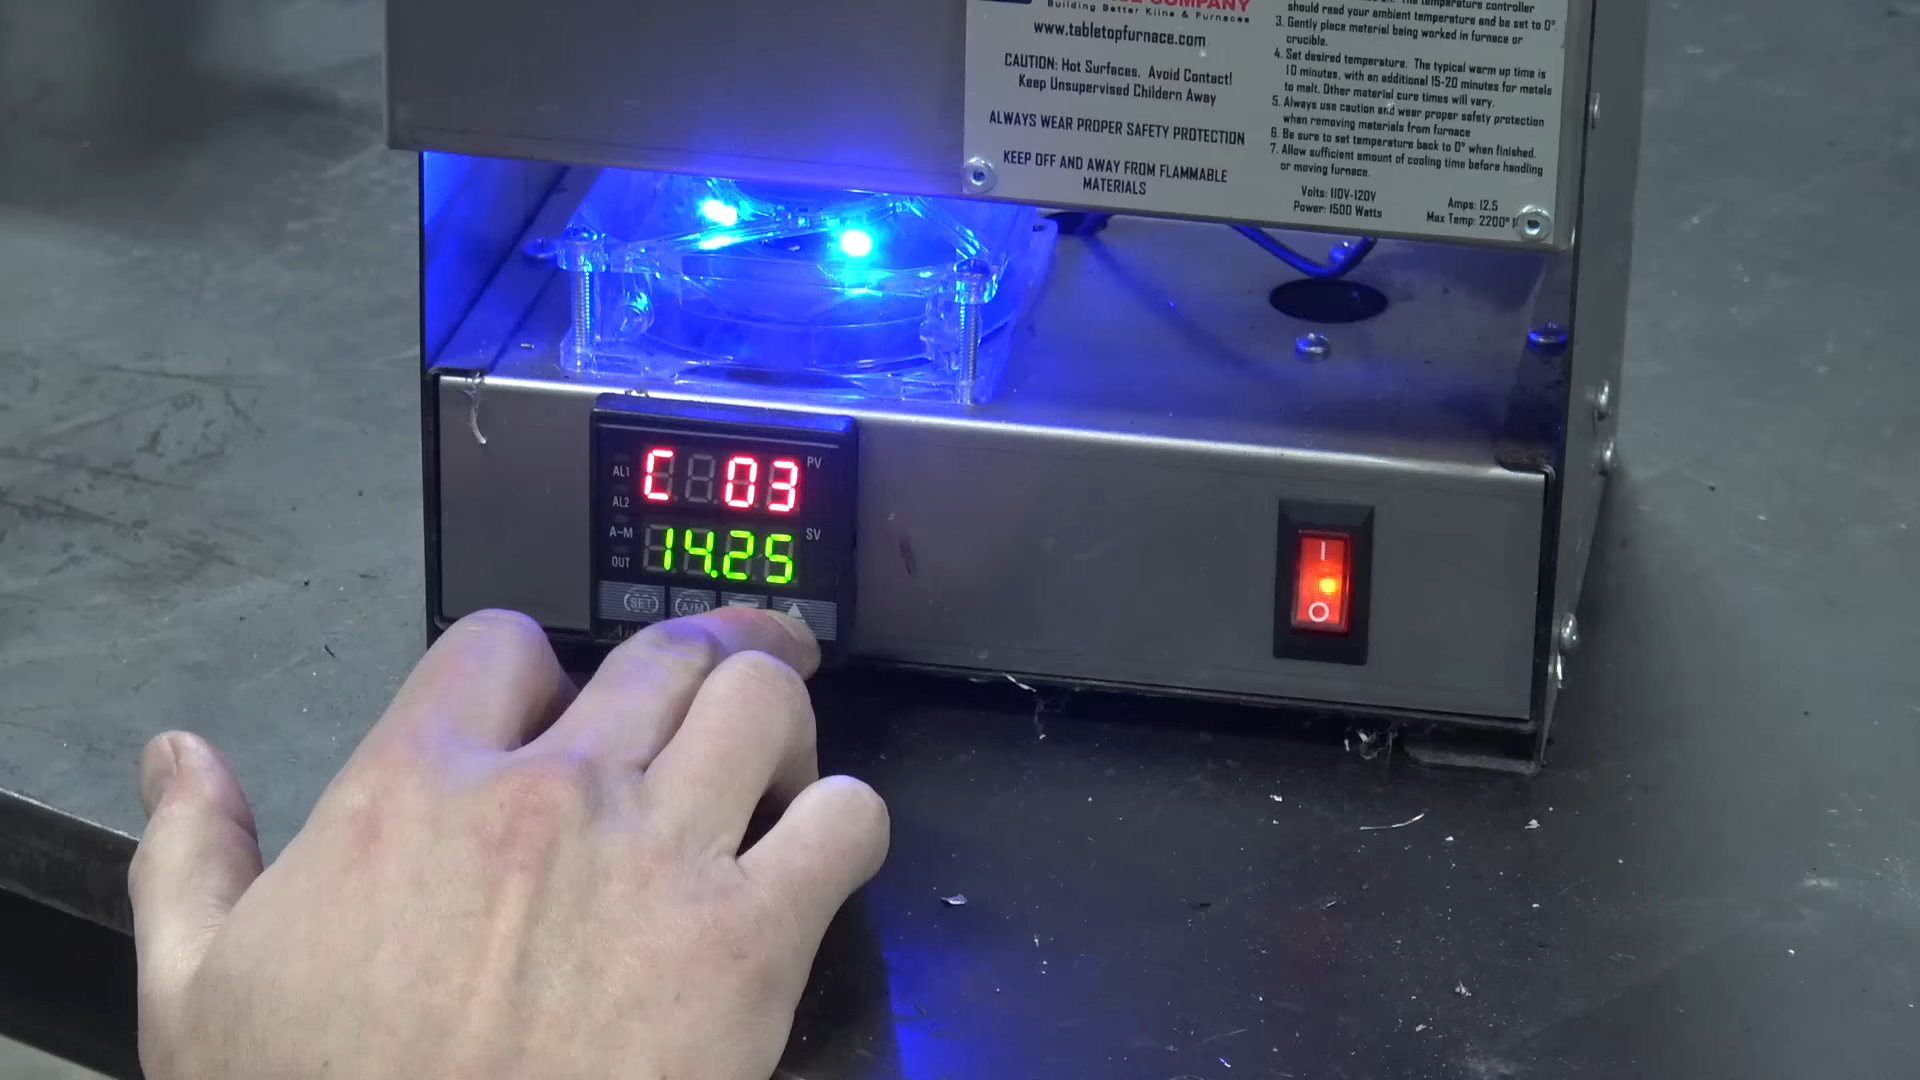 COMPANY
Building Better Kilns & Furnaces
www.tabletopfurnace.com
CAUTION: Hot Surfaces. Avoid Contact!
Keep Unsupervised Childern Away
ALWAYS WEAR PROPER SAFETY PROTECTION
KEEP OFF AND AWAY FROM FLAMMABLE
MATERIALS
The temperature controller
should read your ambient temperature and be set to 0°.
3. Gently place material being worked in furnace or
crucible.
4. Set desired temperature. The typical warm up time is
10 minutes, with an additional 15-20 minutes for metals
to melt. Other material cure times will vary.
5. Always use caution and wear proper safety protection
when removing materials from furnace
6. Be sure to set temperature back to 0° when finished.
7. Allow sufficient amount of cooling time before handling
or moving furnace.
Volts: 110V-120V
Power: 1500 Watts
Amps: 12.5
Max Temp: 2200°
AL1
AL2
A-M
OUT
C 03
PV
14.25
SV
SET
A/M
I
O